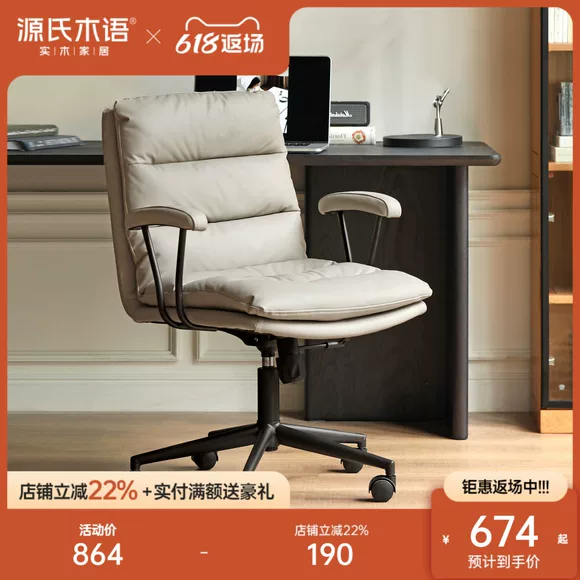 源氏木语®
实木家居
×
618返场
店铺立减22%+实付满额送豪礼
钜惠返场中!!!
活动价
864
-
店铺立减22%
190
¥ 674 起
预计到手价